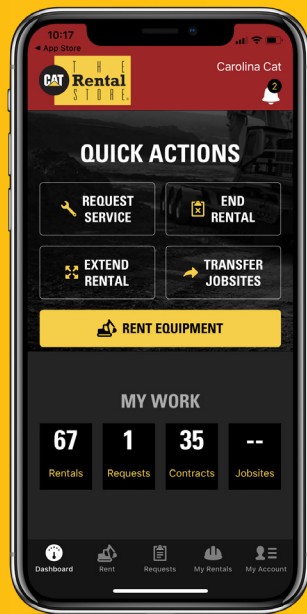 10:17
◀ App Store
CAT
THE
Rental
STORE.
Carolina Cat
2
QUICK ACTIONS
REQUEST
SERVICE
END
RENTAL
EXTEND
RENTAL
TRANSFER
JOBSITES
RENT EQUIPMENT
MY WORK
67
Rentals
1
Requests
35
Contracts
--
Jobsites
Dashboard
Rent
Requests
My Rentals
My Account